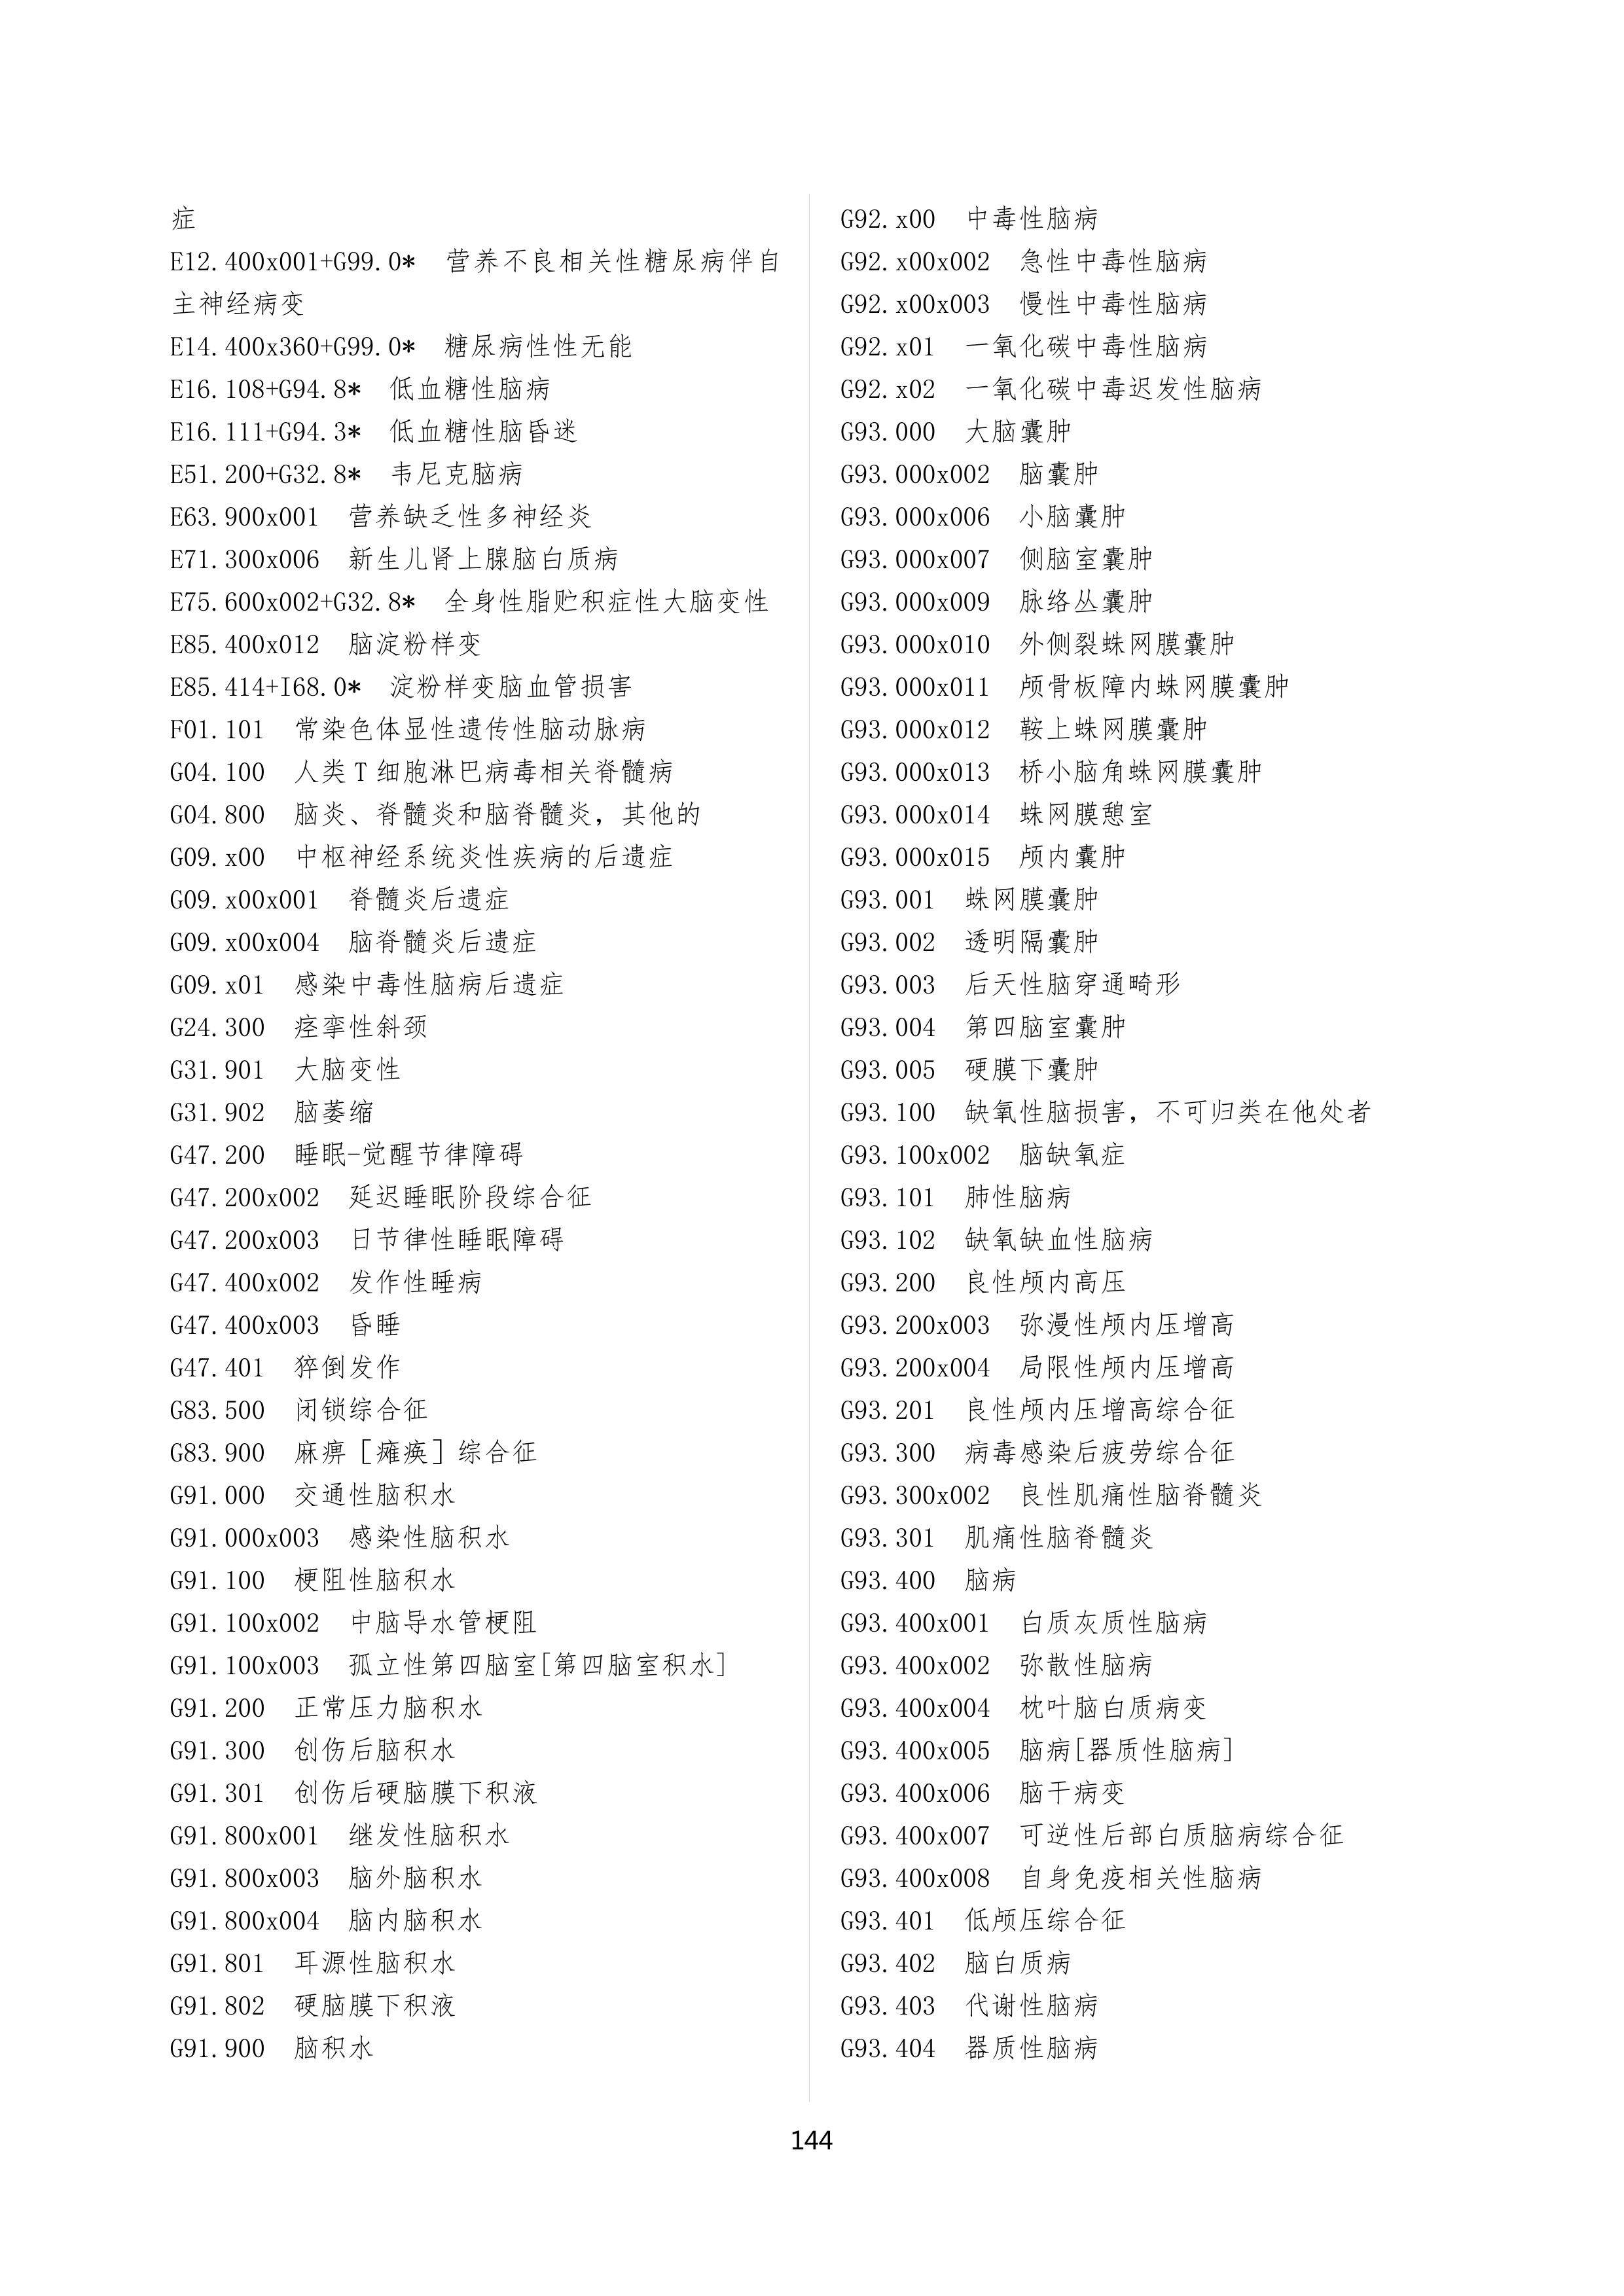 症
E12.400x001+G99.0*  营养不良相关性糖尿病伴自
主神经病变
E14.400x360+G99.0*  糖尿病性性无能
E16.108+G94.8*  低血糖性脑病
E16.111+G94.3*  低血糖性脑昏迷
E51.200+G32.8*  韦尼克脑病
E63.900x001  营养缺乏性多神经炎
E71.300x006  新生儿肾上腺脑白质病
E75.600x002+G32.8*  全身性脂贮积症性大脑变性
E85.400x012  脑淀粉样变
E85.414+I68.0*  淀粉样变脑血管损害
F01.101  常染色体显性遗传性脑动脉病
G04.100  人类 T 细胞淋巴病毒相关脊髓病
G04.800  脑炎、脊髓炎和脑脊髓炎，其他的
G09.x00  中枢神经系统炎性疾病的后遗症
G09.x00x001  脊髓炎后遗症
G09.x00x004  脑脊髓炎后遗症
G09.x01  感染中毒性脑病后遗症
G24.300  痉挛性斜颈
G31.901  大脑变性
G31.902  脑萎缩
G47.200  睡眠-觉醒节律障碍
G47.200x002  延迟睡眠阶段综合征
G47.200x003  日节律性睡眠障碍
G47.400x002  发作性睡病
G47.400x003  昏睡
G47.401  猝倒发作
G83.500  闭锁综合征
G83.900  麻痹［瘫痪］综合征
G91.000  交通性脑积水
G91.000x003  感染性脑积水
G91.100  梗阻性脑积水
G91.100x002  中脑导水管梗阻
G91.100x003  孤立性第四脑室[第四脑室积水]
G91.200  正常压力脑积水
G91.300  创伤后脑积水
G91.301  创伤后硬脑膜下积液
G91.800x001  继发性脑积水
G91.800x003  脑外脑积水
G91.800x004  脑内脑积水
G91.801  耳源性脑积水
G91.802  硬脑膜下积液
G91.900  脑积水
G92.x00  中毒性脑病
G92.x00x002  急性中毒性脑病
G92.x00x003  慢性中毒性脑病
G92.x01  一氧化碳中毒性脑病
G92.x02  一氧化碳中毒迟发性脑病
G93.000  大脑囊肿
G93.000x002  脑囊肿
G93.000x006  小脑囊肿
G93.000x007  侧脑室囊肿
G93.000x009  脉络丛囊肿
G93.000x010  外侧裂蛛网膜囊肿
G93.000x011  颅骨板障内蛛网膜囊肿
G93.000x012  鞍上蛛网膜囊肿
G93.000x013  桥小脑角蛛网膜囊肿
G93.000x014  蛛网膜憩室
G93.000x015  颅内囊肿
G93.001  蛛网膜囊肿
G93.002  透明隔囊肿
G93.003  后天性脑穿通畸形
G93.004  第四脑室囊肿
G93.005  硬膜下囊肿
G93.100  缺氧性脑损害，不可归类在他处者
G93.100x002  脑缺氧症
G93.101  肺性脑病
G93.102  缺氧缺血性脑病
G93.200  良性颅内高压
G93.200x003  弥漫性颅内压增高
G93.200x004  局限性颅内压增高
G93.201  良性颅内压增高综合征
G93.300  病毒感染后疲劳综合征
G93.300x002  良性肌痛性脑脊髓炎
G93.301  肌痛性脑脊髓炎
G93.400  脑病
G93.400x001  白质灰质性脑病
G93.400x002  弥散性脑病
G93.400x004  枕叶脑白质病变
G93.400x005  脑病[器质性脑病]
G93.400x006  脑干病变
G93.400x007  可逆性后部白质脑病综合征
G93.400x008  自身免疫相关性脑病
G93.401  低颅压综合征
G93.402  脑白质病
G93.403  代谢性脑病
G93.404  器质性脑病
144